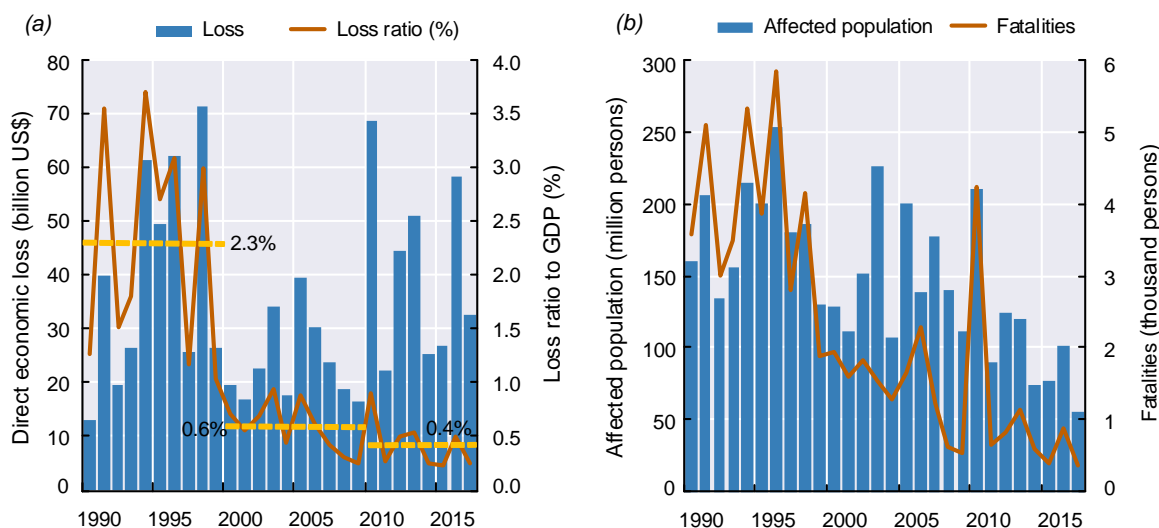 (a)
Loss
Loss ratio (%)
80
70
60
50
40
30
20
10
0
Direct economic loss (billion US$)
4.0
3.5
3.0
2.5
2.0
1.5
1.0
0.5
0.0
Loss ratio to GDP (%)
2.3%
0.6%
0.4%
1990 1995 2000 2005 2010 2015
(b)
Affected population
Fatalities
300
250
200
150
100
50
0
Affected population (million persons)
6
5
4
3
2
1
0
Fatalities (thousand persons)
1990 1995 2000 2005 2010 2015